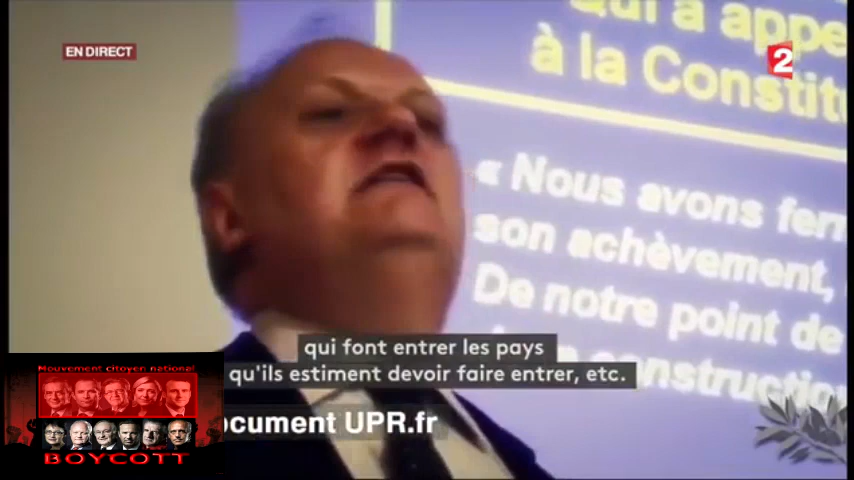 EN DIRECT
2
Qui a appe
à la Constit
« Nous avons
son achèvement,
De notre point de
construction
qui font entrer les pays
qu'ils estiment devoir faire entrer, etc.
ocument UPR.fr
Mouvement citoyen national
BOYCOTT